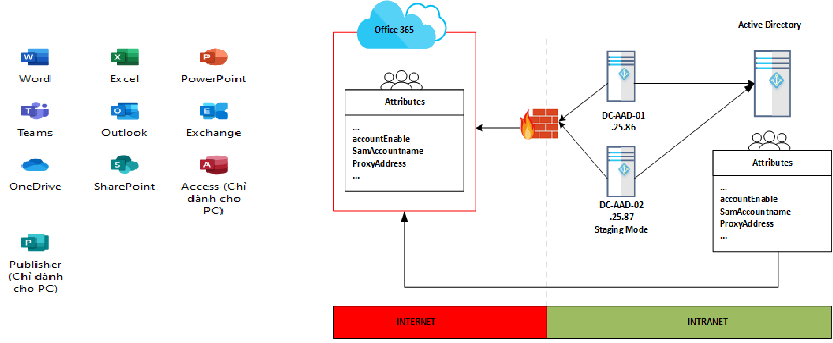 Word
Excel
PowerPoint
Teams
Outlook
Exchange
OneDrive
SharePoint
Access (Chỉ
dành cho
PC)
Publisher
(Chỉ dành
cho PC)
Office 365
Attributes
...
accountEnable
SamAccountname
ProxyAddress
...
DC-AAD-01
.25.86
DC-AAD-02
.25.87
Staging Mode
Active Directory
Attributes
...
accountEnable
SamAccountname
ProxyAddress
...
INTERNET
INTRANET